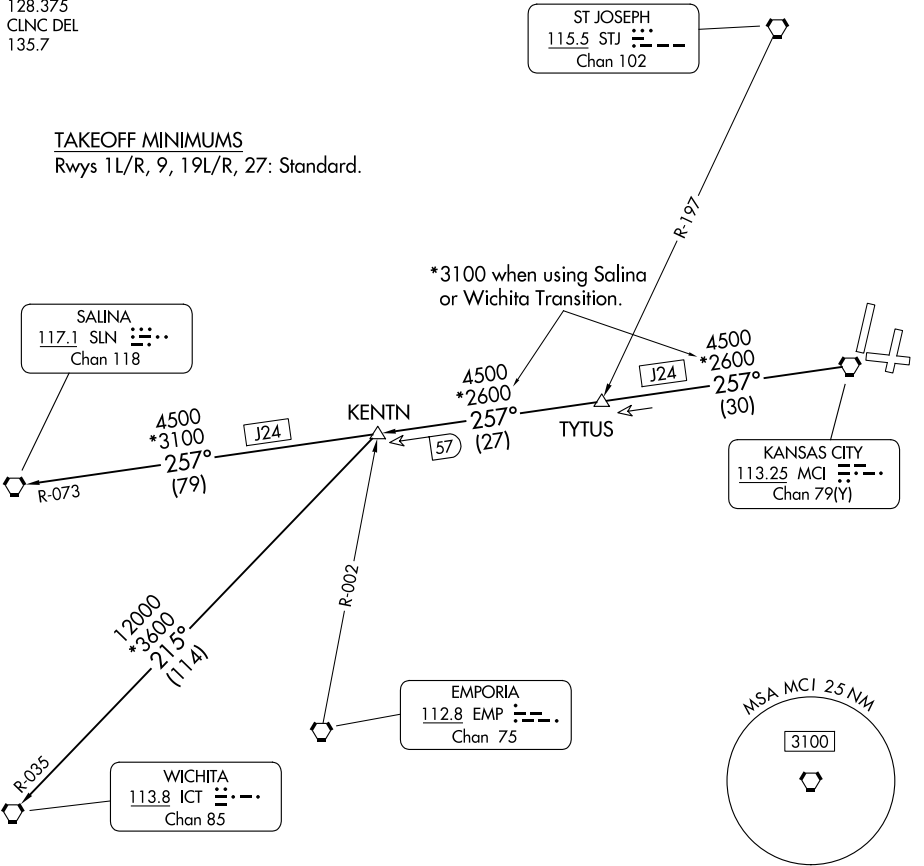 128.375
CLNC DEL
135.7
ST JOSEPH
115.5 STJ
Chan 102
TAKEOFF MINIMUMS
Rwys 1L/R, 9, 19L/R, 27: Standard.
R-197
*3100 when using Salina
or Wichita Transition.
SALINA
117.1 SLN
Chan 118
4500
*2600
257°
(30)
J24
4500
*2600
257°
(27)
KENTN
TYTUS
57
4500
*3100
257°
(79)
J24
R-073
KANSAS CITY
113.25 MCI
Chan 79(Y)
R-002
12000
*3600
215°
(114)
R-035
EMPORIA
112.8 EMP
Chan 75
WICHITA
113.8 ICT
Chan 85
MSA MCI 25 NM
3100